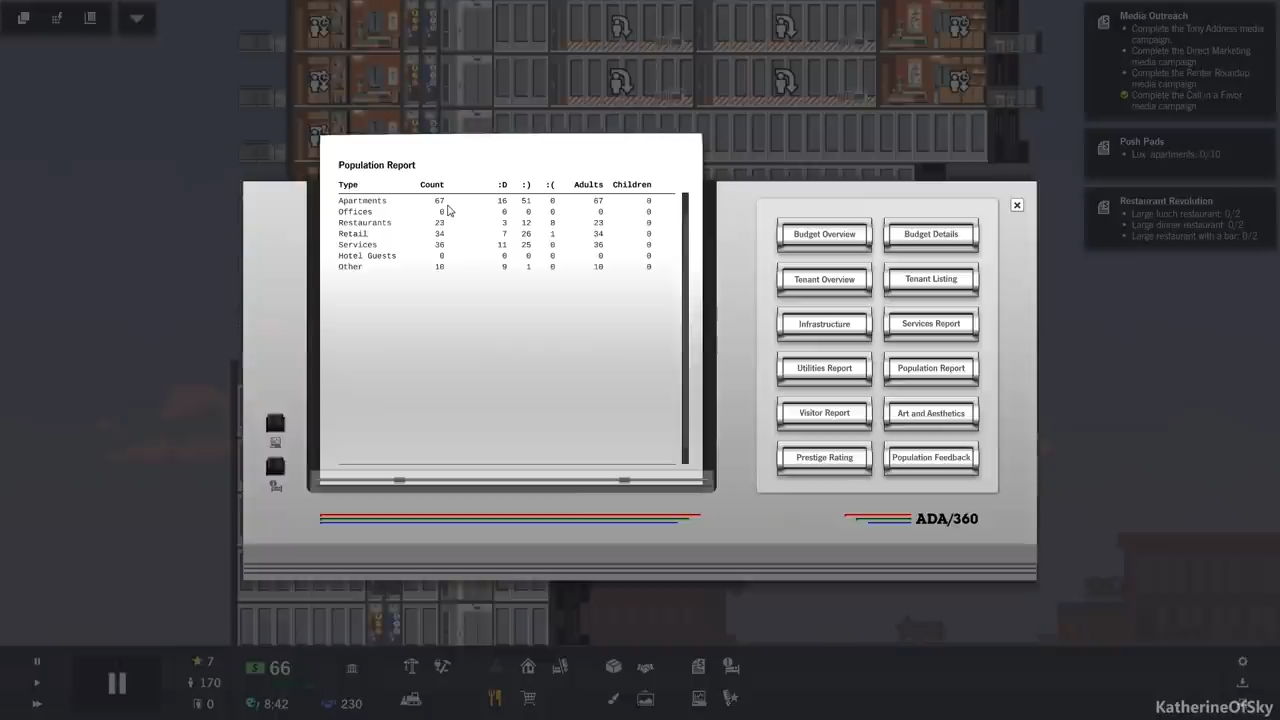 Media Outreach
• Complete the Tony Address media
campaign.
• Complete the Direct Marketing
media campaign
• Complete the Renter Roundup
media campaign
Complete the Call in a Favor
media campaign
Posh Pads
• Lux. apartments: 0/10
Restaurant Revolution
• Large lunch restaurant: 0/2
• Large dinner restaurant: 0/2
• Large restaurant with a bar: 0/2
Population Report
Type Count :D :) :( Adults Children
Apartments 67 16 51 0 67 0
Offices 0 0 0 0 0 0
Restaurants 23 3 12 8 23 0
Retail 34 7 26 1 34 0
Services 36 11 25 0 36 0
Hotel Guests 0 0 0 0 0 0
Other 10 9 1 0 10 0
Budget Overview Budget Details
Tenant Overview Tenant Listing
Infrastructure Services Report
Utilities Report Population Report
Visitor Report Art and Aesthetics
Prestige Rating Population Feedback
ADA/360
7
66
170
0
8:42
230
KatherineOfSky